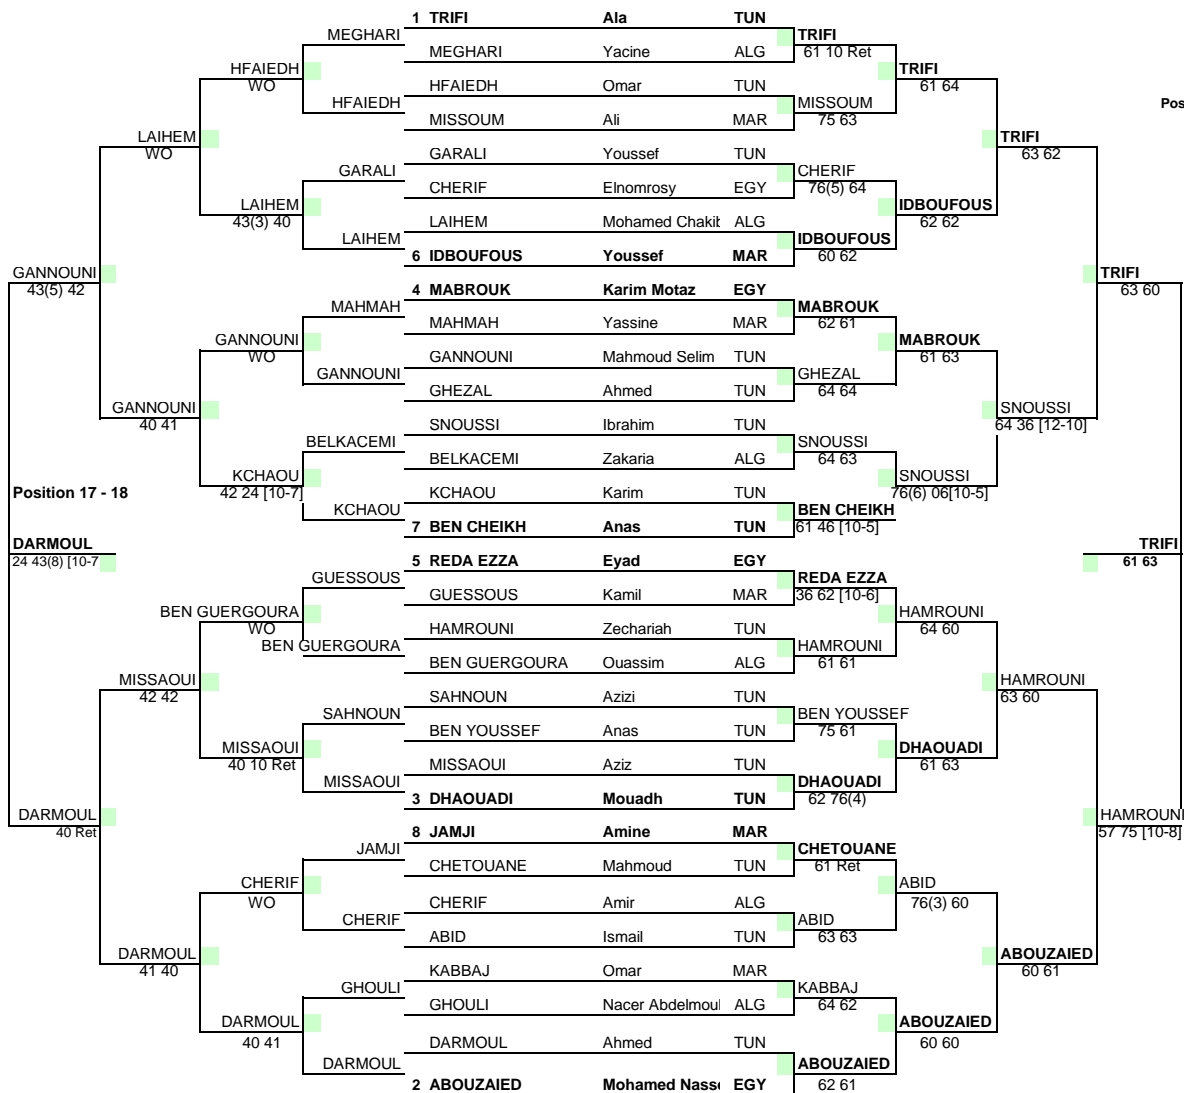 1 TRIFI Ala TUN
MEGHARI TRIFI
MEGHARI Yacine ALG 61 10 Ret
HFAIEDH TRIFI
WO HFAIEDH Omar TUN 61 64
HFAIEDH MISSOUM Pos
MISSOUM Ali MAR 75 63
LAIHEM TRIFI
WO GARALI Youssef TUN 63 62
GARALI CHERIF
CHERIF Elnomrosy EGY 76(5) 64
LAIHEM IDBOUFOUS
43(3) 40 LAIHEM Mohamed Chakib ALG 62 62
LAIHEM IDBOUFOUS
6 IDBOUFOUS Youssef MAR 60 62
GANNOUNI TRIFI
43(5) 42 4 MABROUK Karim Motaz EGY 63 60
MAHMAH MABROUK
MAHMAH Yassine MAR 62 61
GANNOUNI MABROUK
WO GANNOUNI Mahmoud Selim TUN 61 63
GANNOUNI GHEZAL
GHEZAL Ahmed TUN 64 64
GANNOUNI SNOUSSI
40 41 SNOUSSI Ibrahim TUN 64 36 [12-10]
BELKACEMI SNOUSSI
BELKACEMI Zakaria ALG 64 63
KCHAOU SNOUSSI
Position 17 - 18 42 24 [10-7] KCHAOU Karim TUN 76(6) 06[10-5]
KCHAOU BEN CHEIKH
7 BEN CHEIKH Anas TUN 61 46 [10-5]
DARMOUL TRIFI
24 43(8) [10-7 5 REDA EZZA Eyad EGY 61 63
GUESSOUS REDA EZZA
GUESSOUS Kamil MAR 36 62 [10-6]
BEN GUERGOURA HAMROUNI
WO HAMROUNI Zechariah TUN 64 60
BEN GUERGOURA HAMROUNI
BEN GUERGOURA Ouassim ALG 61 61
MISSAOUI HAMROUNI
42 42 SAHNOUN Azizi TUN 63 60
SAHNOUN BEN YOUSSEF
BEN YOUSSEF Anas TUN 75 61
MISSAOUI DHAOUADI
40 10 Ret MISSAOUI Aziz TUN 61 63
MISSAOUI DHAOUADI
3 DHAOUADI Mouadh TUN 62 76(4)
DARMOUL HAMROUNI
40 Ret 8 JAMJI Amine MAR 57 75 [10-8]
JAMJI CHETOUANE
CHETOUANE Mahmoud TUN 61 Ret
CHERIF ABID
WO CHERIF Amir ALG 76(3) 60
CHERIF ABID
ABID Ismail TUN 63 63
DARMOUL ABOUZAIED
41 40 KABBAJ Omar MAR 60 61
GHOULI KABBAJ
GHOULI Nacer Abdelmoul ALG 64 62
DARMOUL ABOUZAIED
40 41 DARMOUL Ahmed TUN 60 60
DARMOUL ABOUZAIED
2 ABOUZAIED Mohamed Nasse EGY 62 61